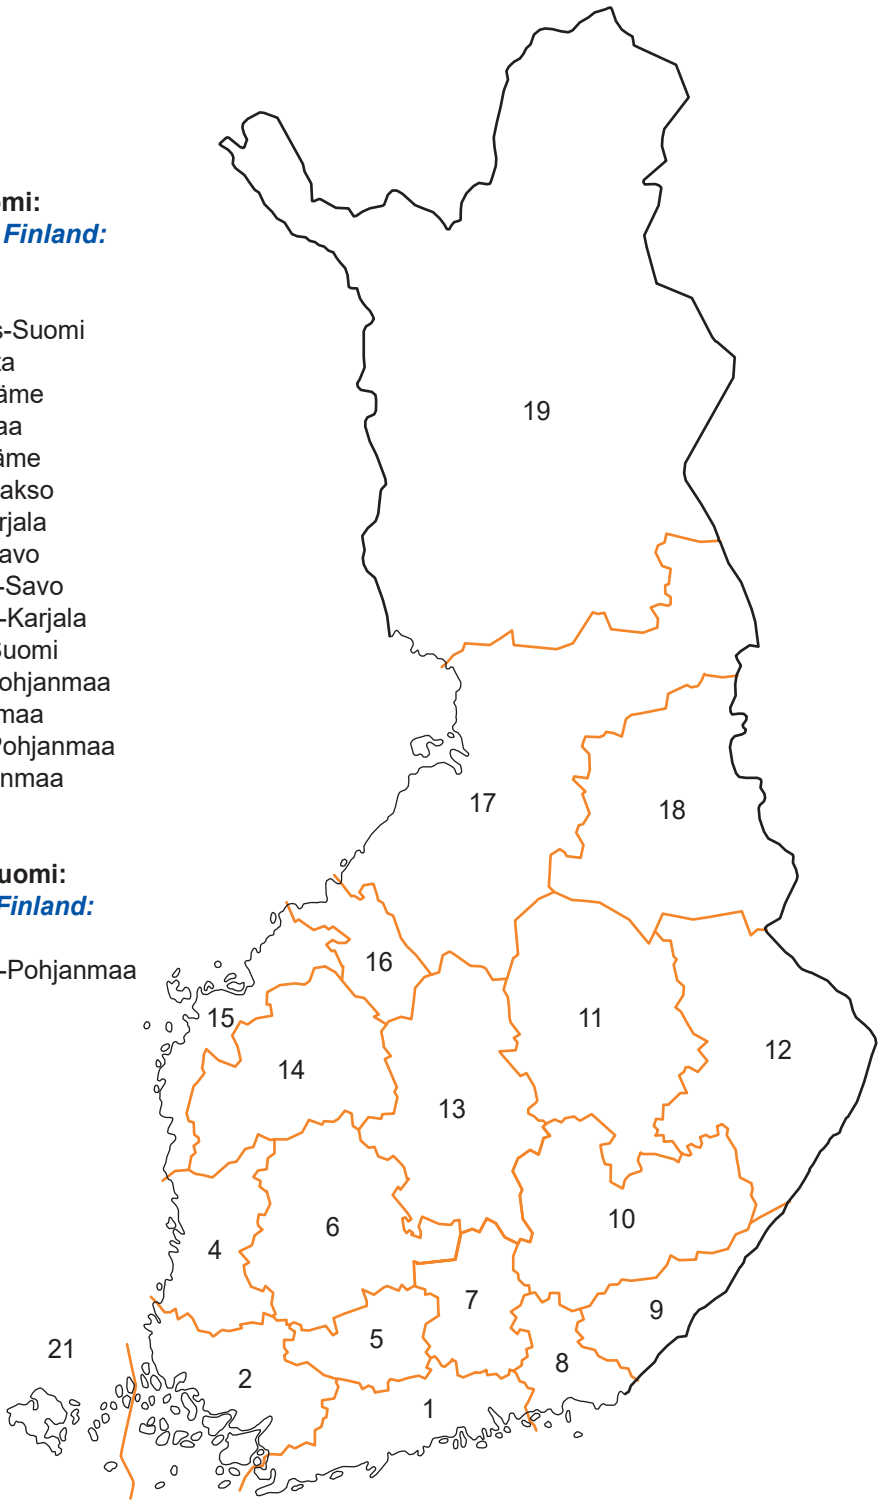 omi:
Finland:
s-Suomi
ta
äme
aa
äme
akso
rjala
avo
-Savo
-Karjala
Suomi
ohjanmaa
maa
Pohjanmaa
nmaa
uomi:
Finland:
-Pohjanmaa
19
17
18
16
15
11
12
14
13
10
6
4
7
9
5
21
8
2
1